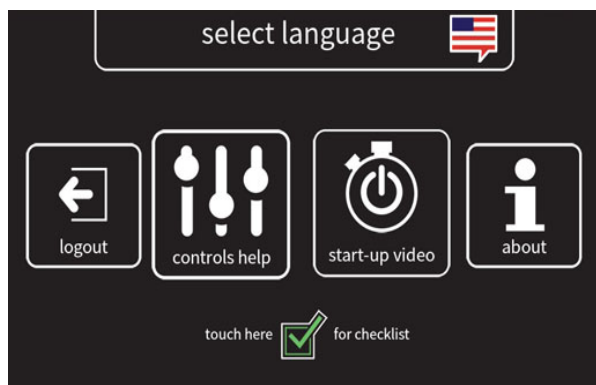 select language
logout
controls help
start-up video
about
touch here for checklist